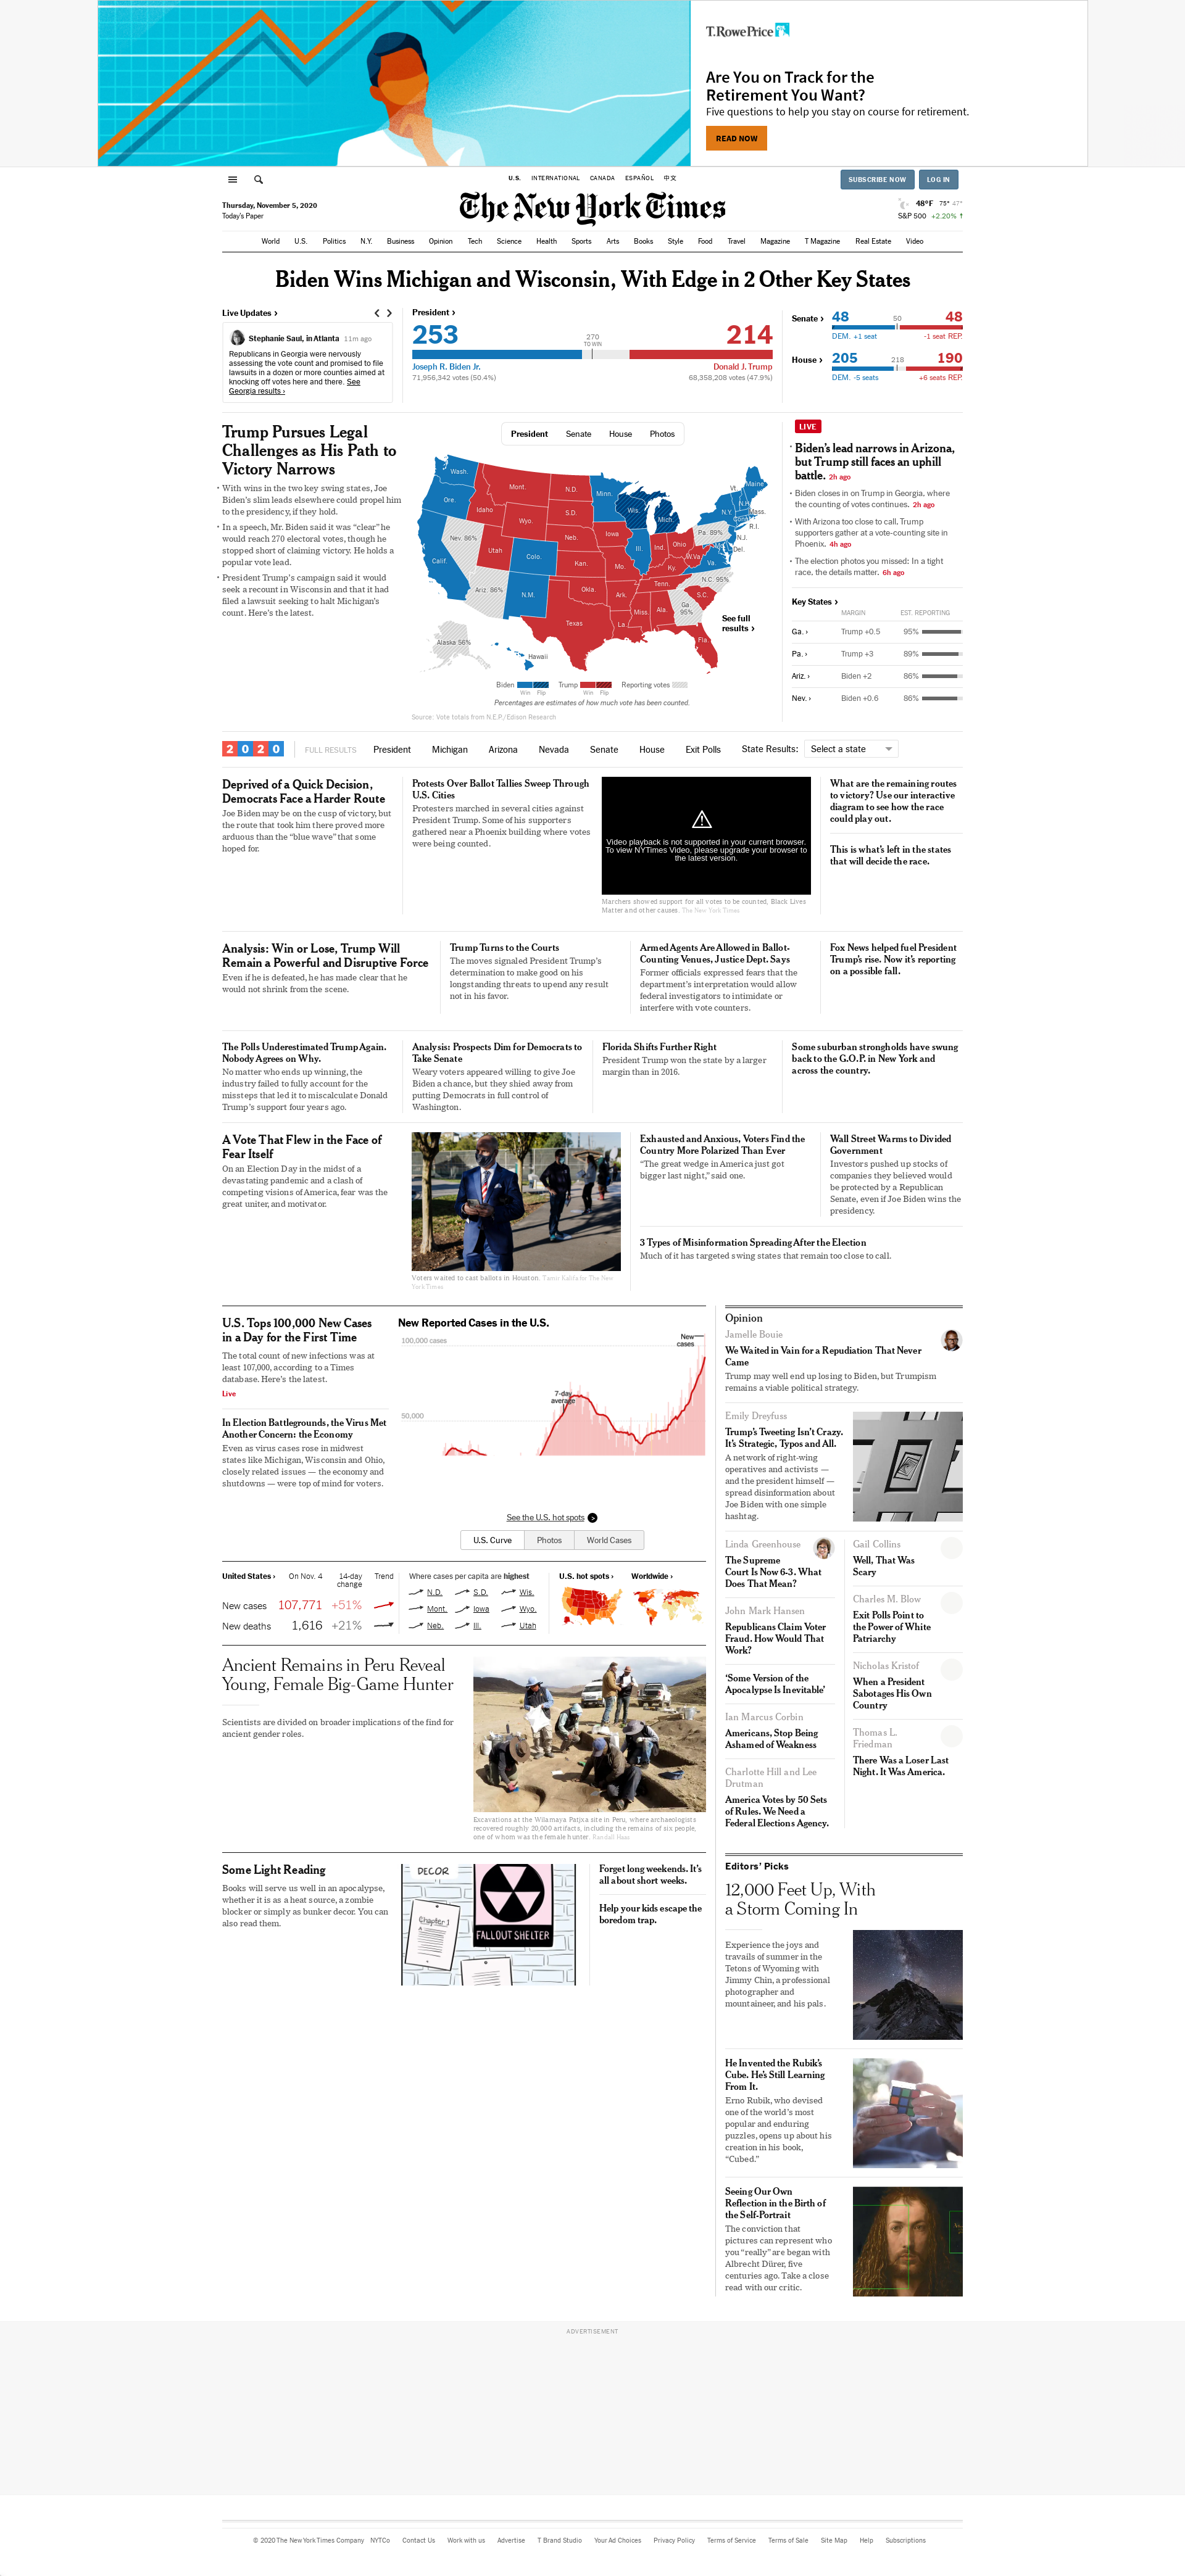 T.RowePrice
Are You on Track for the
Retirement You Want?
Five questions to help you stay on course for retirement.
READ NOW
U.S. INTERNATIONAL CANADA ESPAÑOL 中文
SUBSCRIBE NOW LOG IN
Thursday, November 5, 2020
Today's Paper
The New York Times
48°F 75° 47°
S&P 500 +2.20% ↑
World U.S. Politics N.Y. Business Opinion Tech Science Health Sports Arts Books Style Food Travel Magazine T Magazine Real Estate Video
Biden Wins Michigan and Wisconsin, With Edge in 2 Other Key States
Live Updates ›
Stephanie Saul, in Atlanta 11m ago
Republicans in Georgia were nervously
assessing the vote count and promised to file
lawsuits in a dozen or more counties aimed at
knocking off votes here and there. See
Georgia results ›
President ›
253
270
TO WIN
214
Joseph R. Biden Jr.
Donald J. Trump
71,956,342 votes (50.4%)
68,358,208 votes (47.9%)
Senate › 48 50 48
DEM. +1 seat -1 seat REP.
House › 205 218 190
DEM. -5 seats +6 seats REP.
Trump Pursues Legal
Challenges as His Path to
Victory Narrows
• With wins in the two key states, Joe
Biden's slim leads elsewhere could propel him
to the presidency, if they hold.
• In a speech, Mr. Biden said it was "clear" he
would reach 270 electoral votes, though he
stopped short of claiming victory. He holds a
popular vote lead.
• President Trump's campaign said it would
seek a recount in Wisconsin and that it had
filed a lawsuit seeking to halt Michigan's
count. Here's the latest.
President Senate House Photos
Wash.
Ore.
Calif.
Nev. 86%
Idaho
Mont.
Wyo.
Utah
Colo.
Ariz. 86%
N.M.
N.D.
S.D.
Neb.
Kan.
Okla.
Texas
Minn.
Iowa
Mo.
Ark.
La.
Wis.
Ill.
Mich.
Ind.
Ohio
Ky.
Tenn.
Miss.
Ala.
Ga.
95%
Fla.
S.C.
N.C. 95%
Va.
W.Va.
Pa. 89%
N.Y.
Vt.
N.H.
Maine
Mass.
Conn.
R.I.
N.J.
Del.
Alaska 56%
Hawaii
See full
results ›
Biden Trump Reporting votes
Win Flip Win Flip
Percentages are estimates of how much vote has been counted.
Source: Vote totals from N.E.P./Edison Research
LIVE
• Biden's lead narrows in Arizona,
but Trump still faces an uphill
battle. 2h ago
• Biden closes in on Trump in Georgia, where
the counting of votes continues. 2h ago
• With Arizona too close to call, Trump
supporters gather at a vote-counting site in
Phoenix. 4h ago
• The election photos you missed: In a tight
race, the details matter. 6h ago
Key States ›
MARGIN EST. REPORTING
Ga. › Trump +0.5 95%
Pa. › Trump +3 89%
Ariz. › Biden +2 86%
Nev. › Biden +0.6 86%
2020 FULL RESULTS President Michigan Arizona Nevada Senate House Exit Polls State Results: Select a state
Deprived of a Quick Decision,
Democrats Face a Harder Route
Joe Biden may be on the cusp of victory, but
the route that took him there proved more
arduous than the "blue wave" that some
hoped for.
Protests Over Ballot Tallies Sweep Through
U.S. Cities
Protesters marched in several cities against
President Trump. Some of his supporters
gathered near a Phoenix building where votes
were being counted.
Video playback is not supported in your current browser.
To view NYTimes Video, please upgrade your browser to
the latest version.
Marchers showed support for all votes to be counted, Black Lives
Matter and other causes. The New York Times
What are the remaining routes
to victory? Use our interactive
diagram to see how the race
could play out.
This is what's left in the states
that will decide the race.
Analysis: Win or Lose, Trump Will
Remain a Powerful and Disruptive Force
Even if he is defeated, he has made clear that he
would not shrink from the scene.
Trump Turns to the Courts
The moves signaled President Trump's
determination to make good on his
longstanding threats to upend any result
not in his favor.
Armed Agents Are Allowed in Ballot-
Counting Venues, Justice Dept. Says
Former officials expressed fears that the
department's interpretation would allow
federal investigators to intimidate or
interfere with vote counters.
Fox News helped fuel President
Trump's rise. Now it's reporting
on a possible fall.
The Polls Underestimated Trump Again.
Nobody Agrees on Why.
No matter who ends up winning, the
industry failed to fully account for the
missteps that led it to miscalculate Donald
Trump's support four years ago.
Analysis: Prospects Dim for Democrats to
Take Senate
Weary voters appeared willing to give Joe
Biden a chance, but they shied away from
putting Democrats in full control of
Washington.
Florida Shifts Further Right
President Trump won the state by a larger
margin than in 2016.
Some suburban strongholds have swung
back to the G.O.P. in New York and
across the country.
A Vote That Flew in the Face of
Fear Itself
On an Election Day in the midst of a
devastating pandemic and a clash of
competing visions of America, fear was the
great uniter, and motivator.
Voters waited to cast ballots in Houston. Tamir Kalifa for The New
York Times
Exhausted and Anxious, Voters Find the
Country More Polarized Than Ever
"The great wedge in America just got
bigger last night," said one.
Wall Street Warms to Divided
Government
Investors pushed up stocks of
companies they believed would
be protected by a Republican
Senate, even if Joe Biden wins the
presidency.
3 Types of Misinformation Spreading After the Election
Much of it has targeted swing states that remain too close to call.
U.S. Tops 100,000 New Cases
in a Day for the First Time
The total count of new infections was at
least 107,000, according to a Times
database. Here's the latest.
Live
In Election Battlegrounds, the Virus Met
Another Concern: the Economy
Even as virus cases rose in midwest
states like Michigan, Wisconsin and Ohio,
closely related issues — the economy and
shutdowns — were top of mind for voters.
New Reported Cases in the U.S.
100,000 cases
New
cases
7-day
average
50,000
See the U.S. hot spots
U.S. Curve Photos World Cases
United States › On Nov. 4 14-day
change Trend
New cases 107,771 +51%
New deaths 1,616 +21%
Where cases per capita are highest
N.D. S.D. Wis.
Mont. Iowa Wyo.
Neb. Ill. Utah
U.S. hot spots › Worldwide ›
Ancient Remains in Peru Reveal
Young, Female Big-Game Hunter
Scientists are divided on broader implications of the find for
ancient gender roles.
Excavations at the Wilamaya Patjxa site in Peru, where archaeologists
recovered roughly 20,000 artifacts, including the remains of six people,
one of whom was the female hunter. Randall Haas
Some Light Reading
Books will serve us well in an apocalypse,
whether it is as a heat source, a zombie
blocker or simply as bunker decor. You can
also read them.
DECOR
Chapter 1
FALLOUT SHELTER
Forget long weekends. It's
all about short weeks.
Help your kids escape the
boredom trap.
Opinion
Jamelle Bouie
We Waited in Vain for a Repudiation That Never
Came
Trump may well end up losing to Biden, but Trumpism
remains a viable political strategy.
Emily Dreyfuss
Trump's Tweeting Isn't Crazy.
It's Strategic, Typos and All.
A network of right-wing
operatives and activists —
and the president himself —
spread disinformation about
Joe Biden with one simple
hashtag.
Linda Greenhouse
The Supreme
Court Is Now 6-3. What
Does That Mean?
John Mark Hansen
Republicans Claim Voter
Fraud. How Would That
Work?
'Some Version of the
Apocalypse Is Inevitable'
Ian Marcus Corbin
Americans, Stop Being
Ashamed of Weakness
Charlotte Hill and Lee
Drutman
America Votes by 50 Sets
of Rules. We Need a
Federal Elections Agency.
Gail Collins
Well, That Was
Scary
Charles M. Blow
Exit Polls Point to
the Power of White
Patriarchy
Nicholas Kristof
When a President
Sabotages His Own
Country
Thomas L.
Friedman
There Was a Loser Last
Night. It Was America.
Editors' Picks
12,000 Feet Up, With
a Storm Coming In
Experience the joys and
travails of summer in the
Tetons of Wyoming with
Jimmy Chin, a professional
photographer and
mountaineer, and his pals.
He Invented the Rubik's
Cube. He's Still Learning
From It.
Erno Rubik, who devised
one of the world's most
popular and enduring
puzzles, opens up about his
creation in his book,
"Cubed."
Seeing Our Own
Reflection in the Birth of
the Self-Portrait
The conviction that
pictures can represent who
you "really" are began with
Albrecht Dürer, five
centuries ago. Take a close
read with our critic.
ADVERTISEMENT
© 2020 The New York Times Company NYTCo Contact Us Work with us Advertise T Brand Studio Your Ad Choices Privacy Policy Terms of Service Terms of Sale Site Map Help Subscriptions